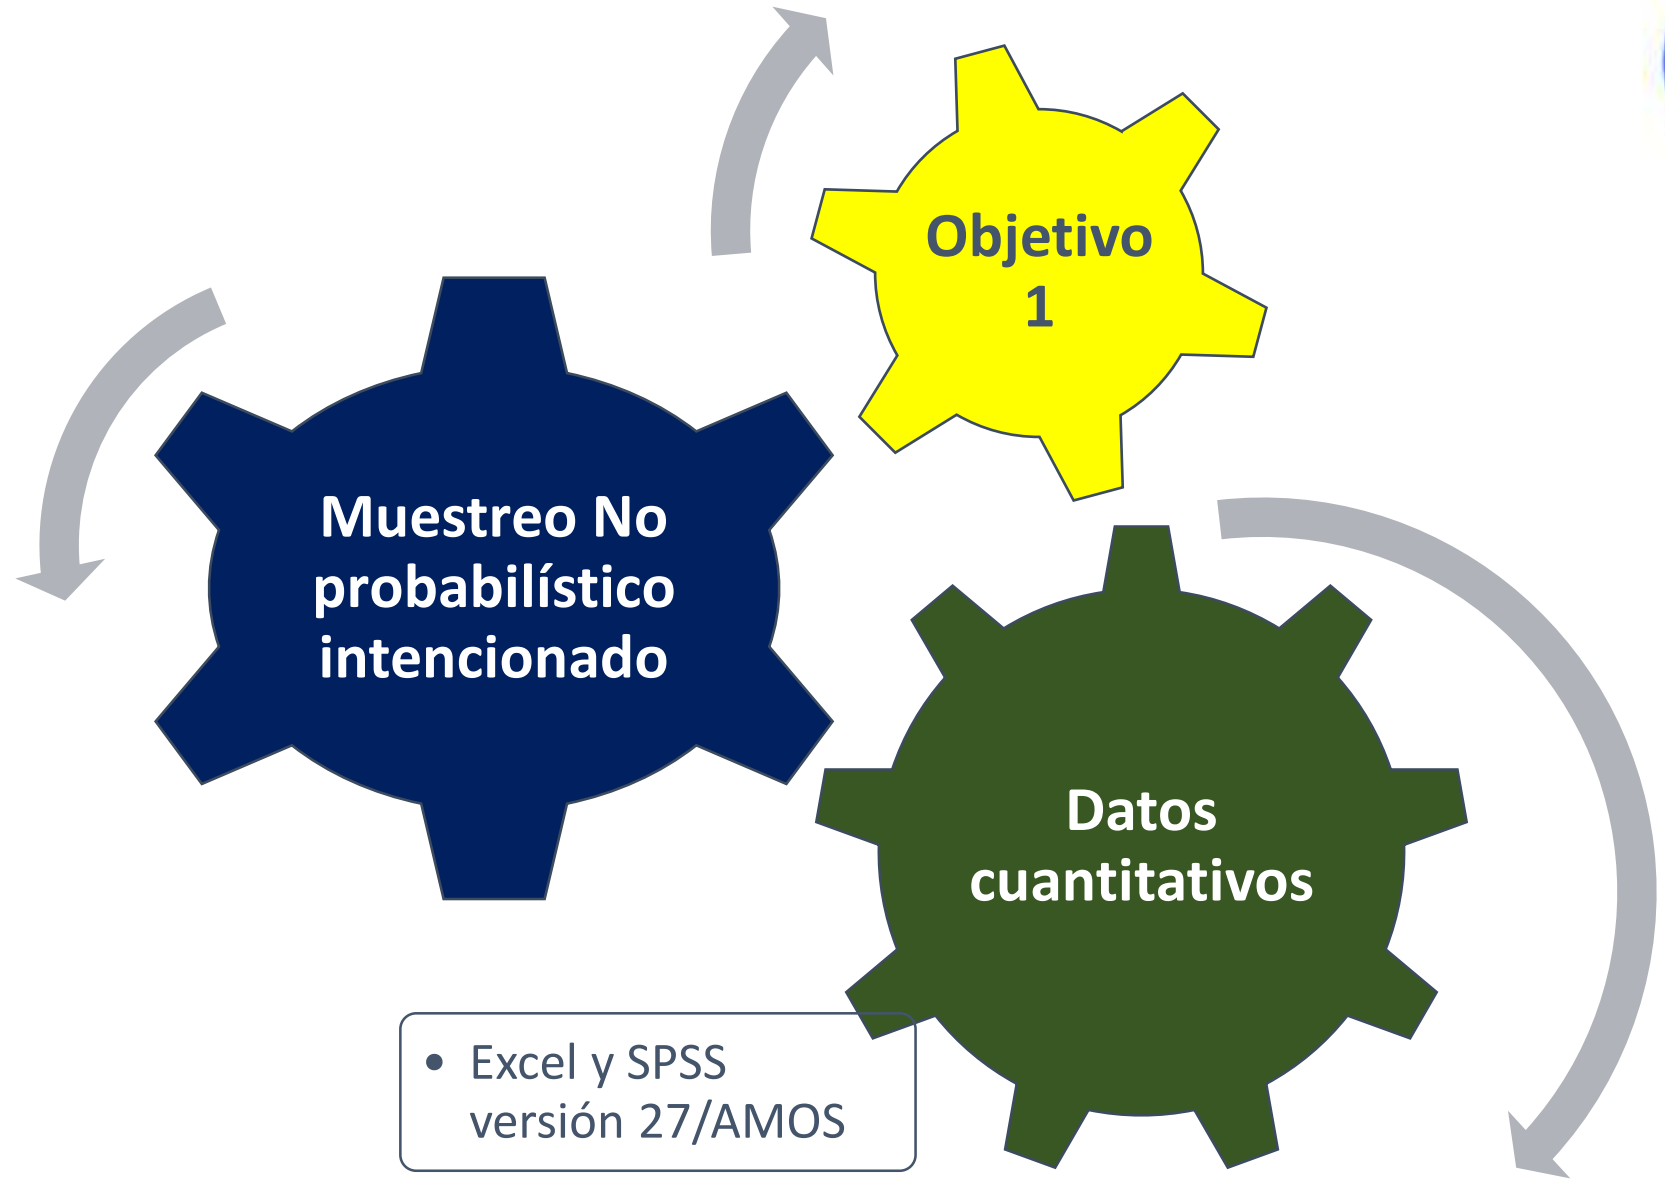 Objetivo
1
Muestreo No
probabilístico
intencionado
Datos
cuantitativos
• Excel y SPSS
versión 27/AMOS